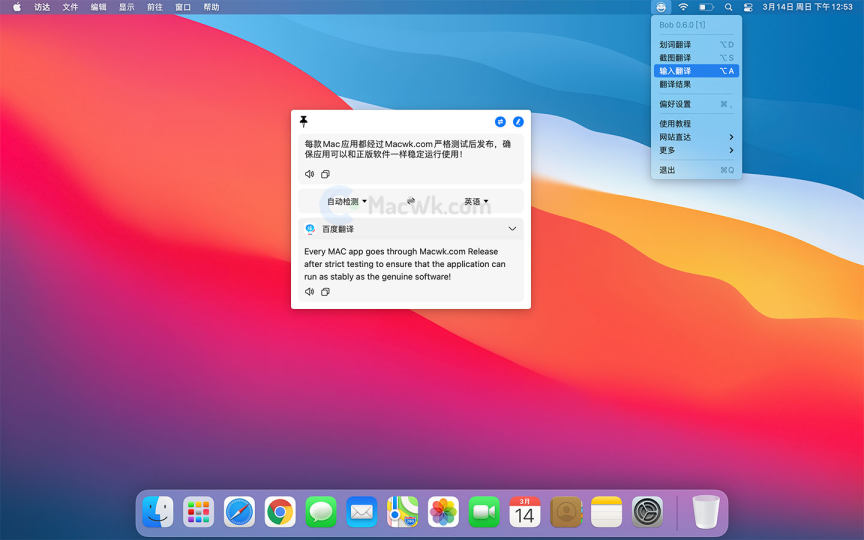 访达 文件 编辑 显示 前往 窗口 帮助 3月14日 周日 下午12:53
Bob 0.6.0 [1]
划词翻译 ⌥D
截图翻译 ⌥S
输入翻译 ⌥A
翻译结果
偏好设置 ⌘,
使用教程
网站直达
更多
退出 ⌘Q
每款Mac应用都经过Macwk.com严格测试后发布，确
保应用可以和正版软件一样稳定运行使用！
自动检测 英语
MacWk.com
百度翻译
Every MAC app goes through Macwk.com Release
after strict testing to ensure that the application can
run as stably as the genuine software!
3月
14